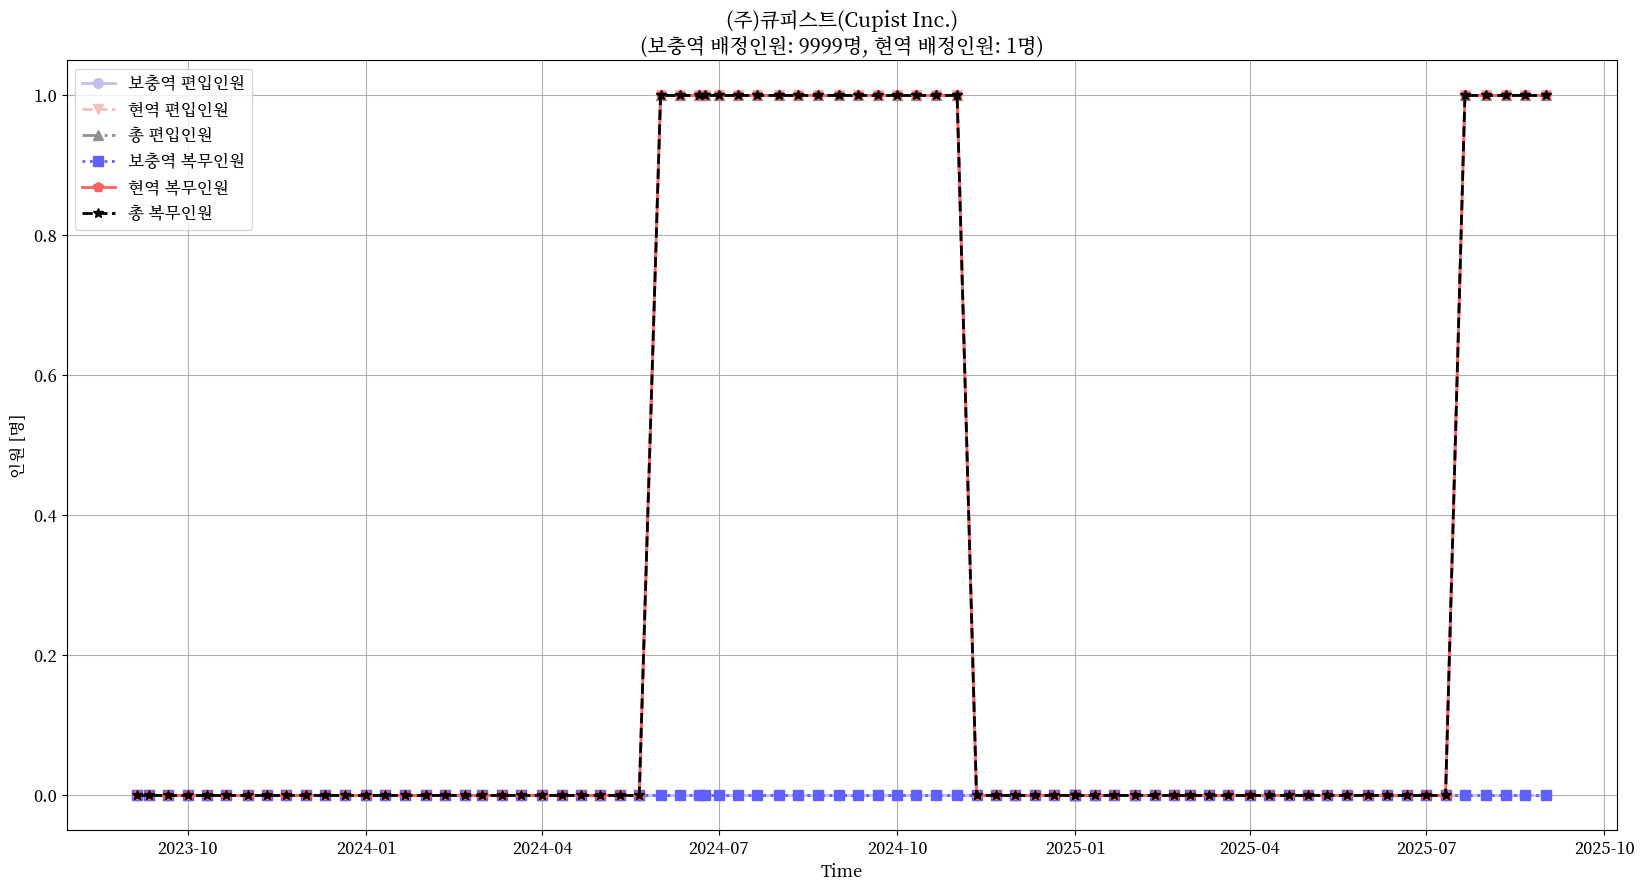 (주)큐피스트(Cupist Inc.)
(보충역 배정인원: 9999명, 현역 배정인원: 1명)
보충역 편입인원
현역 편입인원
총 편입인원
보충역 복무인원
현역 복무인원
총 복무인원
인원 [명]
1.0
0.8
0.6
0.4
0.2
0.0
2023-10
2024-01
2024-04
2024-07
2024-10
2025-01
2025-04
2025-07
2025-10
Time